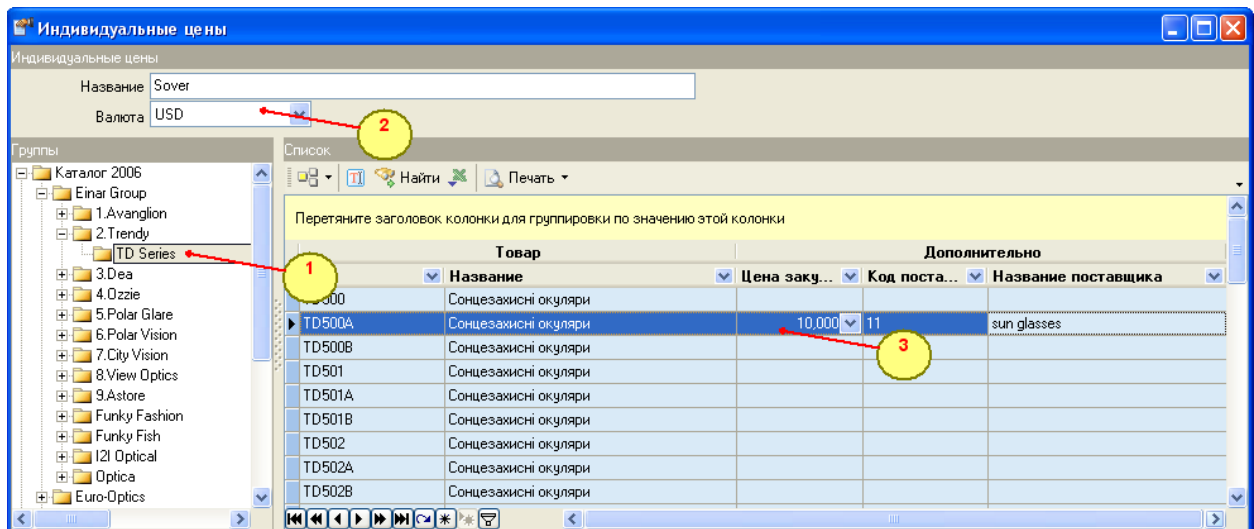 Индивидуальные цены
Индивидуальные цены
Название Sover
Валюта USD
2
Группы
Список
Каталог 2006
Einar Group
1.Avanglion
2.Trendy
TD Series
3.Dea
4.Ozzie
5.Polar Glare
6.Polar Vision
7.City Vision
8.View Optics
9.Astore
Funky Fashion
Funky Fish
I2I Optical
Optica
Euro-Optics
Найти Печать
Перетяните заголовок колонки для группировки по значению этой колонки
Товар Дополнительно
1
Название Цена заку... Код поста... Название поставщика
TD500 Сонцезахисні окуляри
TD500A Сонцезахисні окуляри 10,000 11 sun glasses
3
TD500B Сонцезахисні окуляри
TD501 Сонцезахисні окуляри
TD501A Сонцезахисні окуляри
TD501B Сонцезахисні окуляри
TD502 Сонцезахисні окуляри
TD502A Сонцезахисні окуляри
TD502B Сонцезахисні окуляри